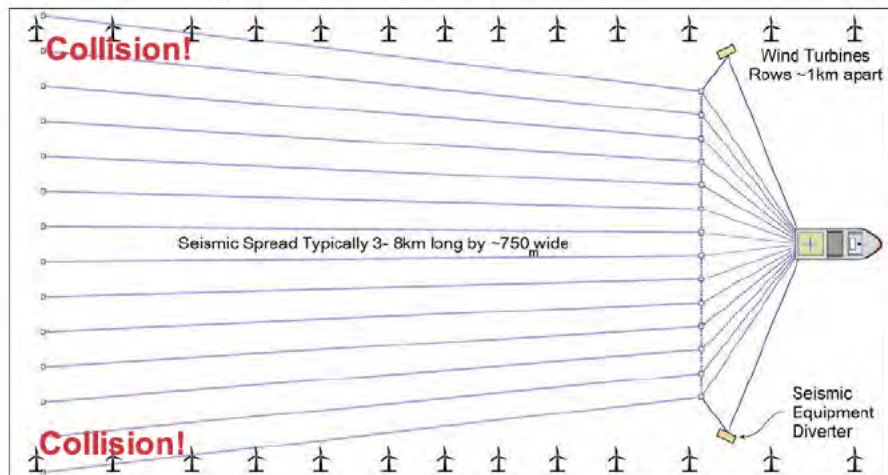 Collision!
Wind Turbines
Rows ~1km apart
Seismic Spread Typically 3- 8km long by ~750 wide
m
Seismic
Equipment
Diverter
Collision!